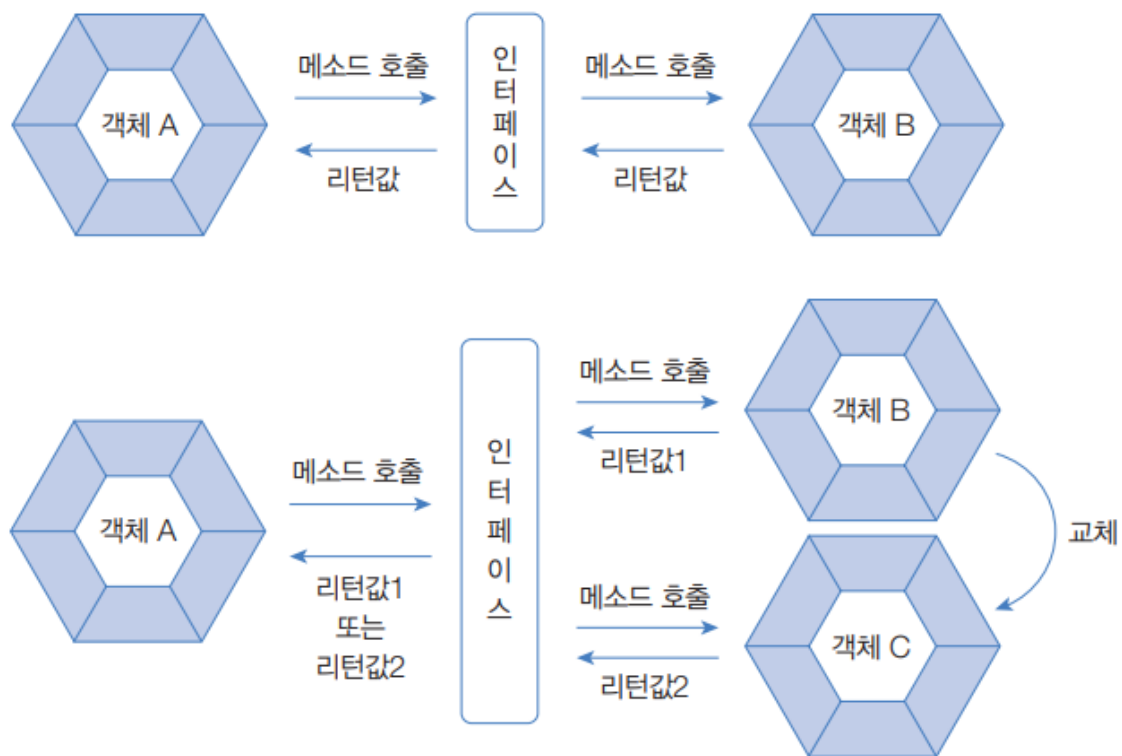 객체 A
메소드 호출
리턴값
인터페이스
메소드 호출
리턴값
객체 B
객체 A
메소드 호출
리턴값1
또는
리턴값2
인터페이스
메소드 호출
리턴값1
객체 B
교체
메소드 호출
리턴값2
객체 C